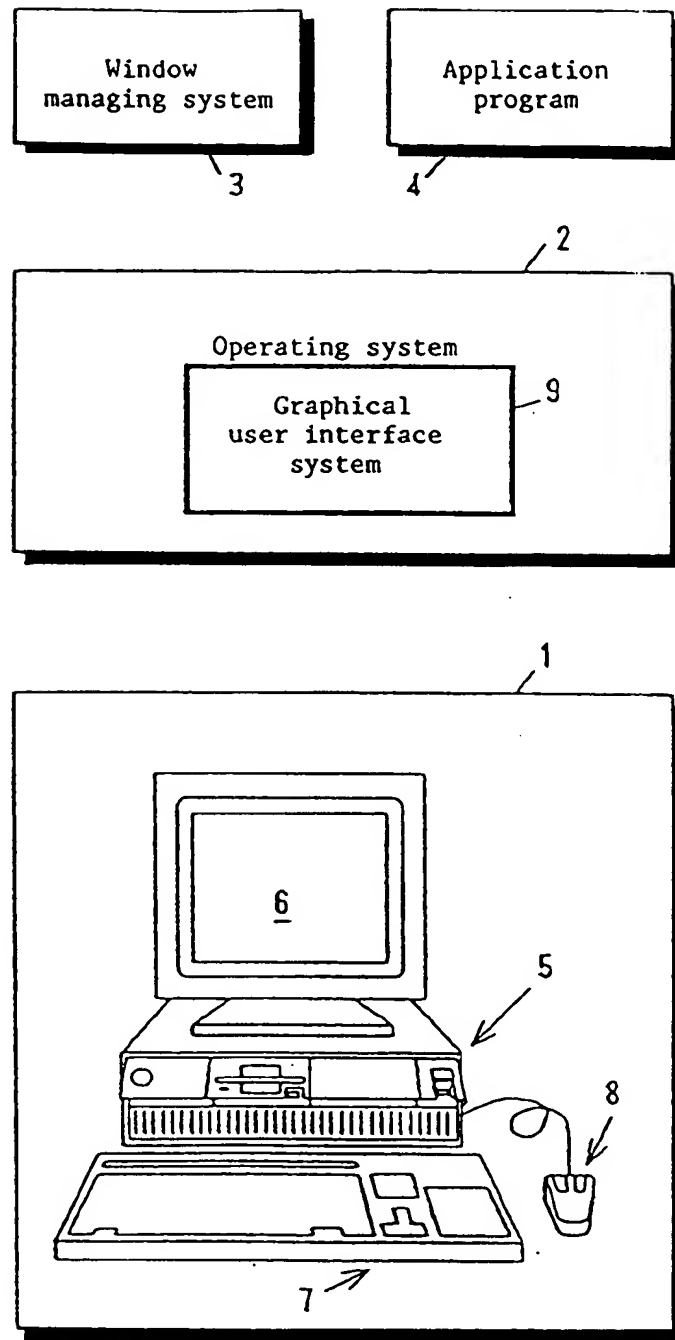 Window
managing system
Application
program
3
4
2
Operating system
Graphical
user interface
system
9
1
6
5
8
7